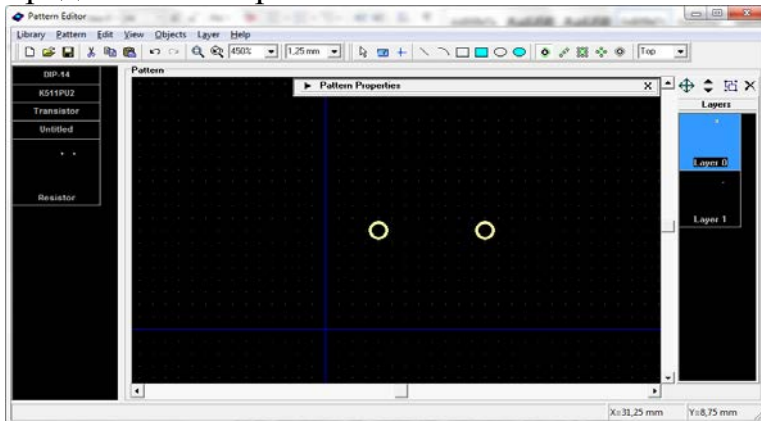 Pattern Editor
Library Pattern Edit View Objects Layer Help
450% 1,25 mm Top
Pattern
DIP-14
K511PU2
Transistor
Untitled
Resistor
Pattern Properties X
Layers
Layer 0
Layer 1
X=31,25 mm Y=8,75 mm